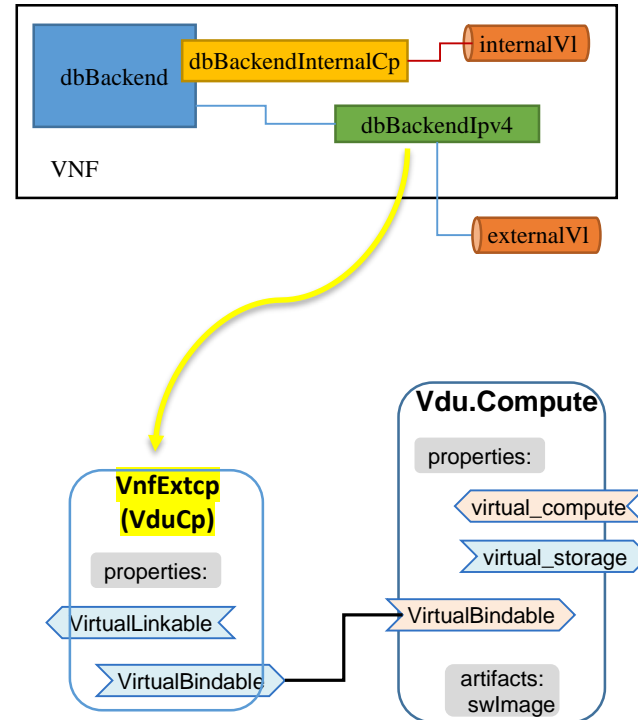 internalVl
dbBackendInternalCp
dbBackend
dbBackendIpv4
VNF
externalVl
Vdu.Compute
properties:
virtual_compute
virtual_storage
VirtualBindable
artifacts:
swImage
VnfExtcp
(VduCp)
properties:
VirtualLinkable
VirtualBindable